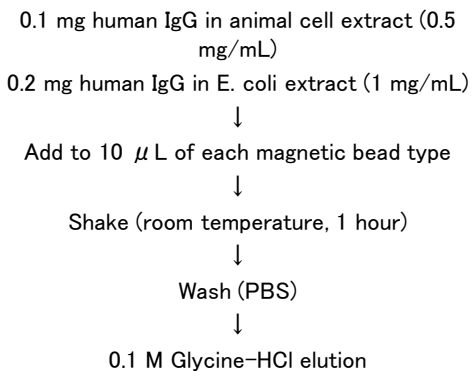 0.1 mg human IgG in animal cell extract (0.5
mg/mL)
0.2 mg human IgG in E. coli extract (1 mg/mL)
↓
Add to 10 μL of each magnetic bead type
↓
Shake (room temperature, 1 hour)
↓
Wash (PBS)
↓
0.1 M Glycine-HCl elution